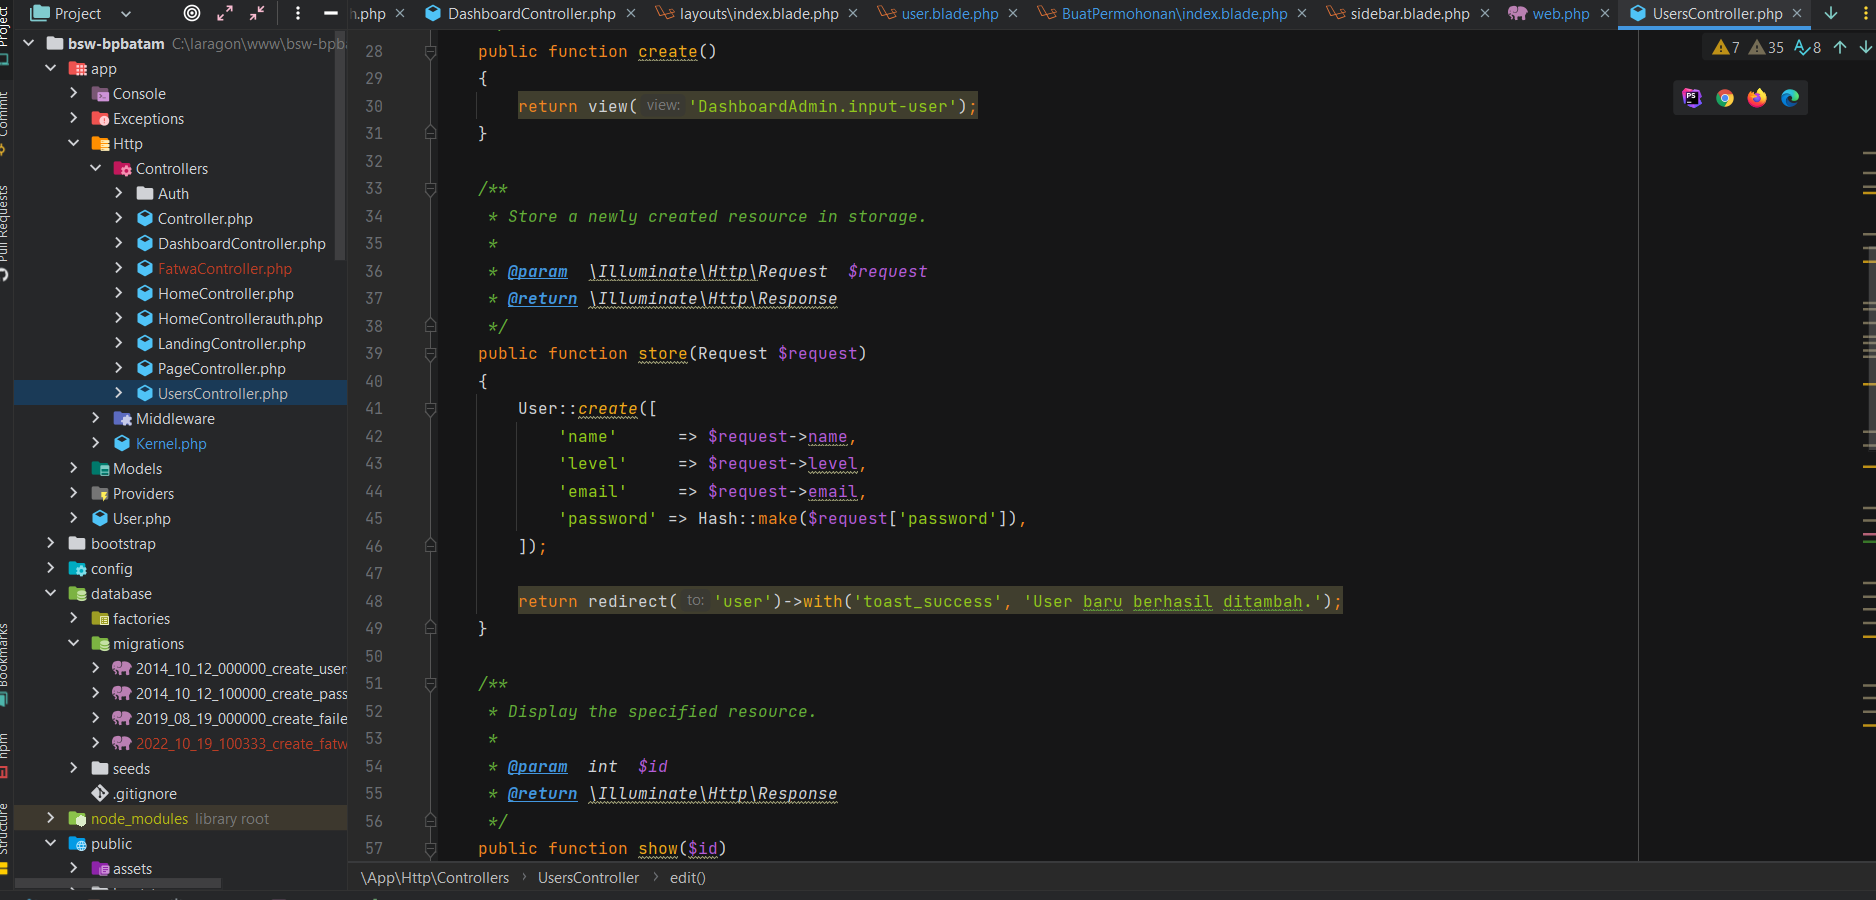 Project
h.php
DashboardController.php
layouts\index.blade.php
user.blade.php
BuatPermohonan\index.blade.php
sidebar.blade.php
web.php
UsersController.php
Project
Commit
Pull Requests
Bookmarks
npm
Structure
bsw-bpbatam C:\laragon\www\bsw-bpb
app
Console
Exceptions
Http
Controllers
Auth
Controller.php
DashboardController.php
FatwaController.php
HomeController.php
HomeControllerauth.php
LandingController.php
PageController.php
UsersController.php
Middleware
Kernel.php
Models
Providers
User.php
bootstrap
config
database
factories
migrations
2014_10_12_000000_create_user
2014_10_12_100000_create_pass
2019_08_19_000000_create_faile
2022_10_19_100333_create_fatw
seeds
.gitignore
node_modules library root
public
assets
7 35 8
28 public function create()
29 {
30 return view( view: 'DashboardAdmin.input-user');
31 }
32
33 /**
34 * Store a newly created resource in storage.
35 *
36 * @param \Illuminate\Http\Request $request
37 * @return \Illuminate\Http\Response
38 */
39 public function store(Request $request)
40 {
41 User::create([
42 'name' => $request->name,
43 'level' => $request->level,
44 'email' => $request->email,
45 'password' => Hash::make($request['password']),
46 ]);
47
48 return redirect( to: 'user')->with('toast_success', 'User baru berhasil ditambah.');
49 }
50
51 /**
52 * Display the specified resource.
53 *
54 * @param int $id
55 * @return \Illuminate\Http\Response
56 */
57 public function show($id)
\App\Http\Controllers › UsersController › edit()